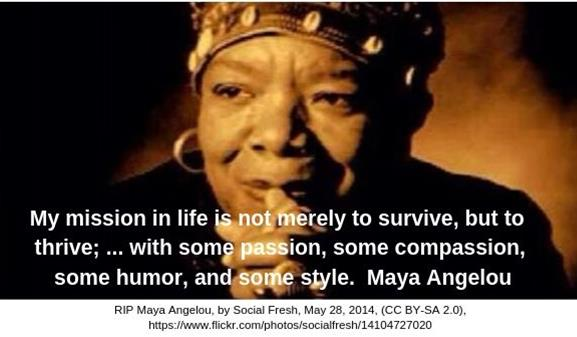 My mission in life is not merely to survive, but to
thrive; ... with some passion, some compassion,
some humor, and some style.  Maya Angelou
RIP Maya Angelou, by Social Fresh, May 28, 2014, (CC BY-SA 2.0),
https://www.flickr.com/photos/socialfresh/14104727020